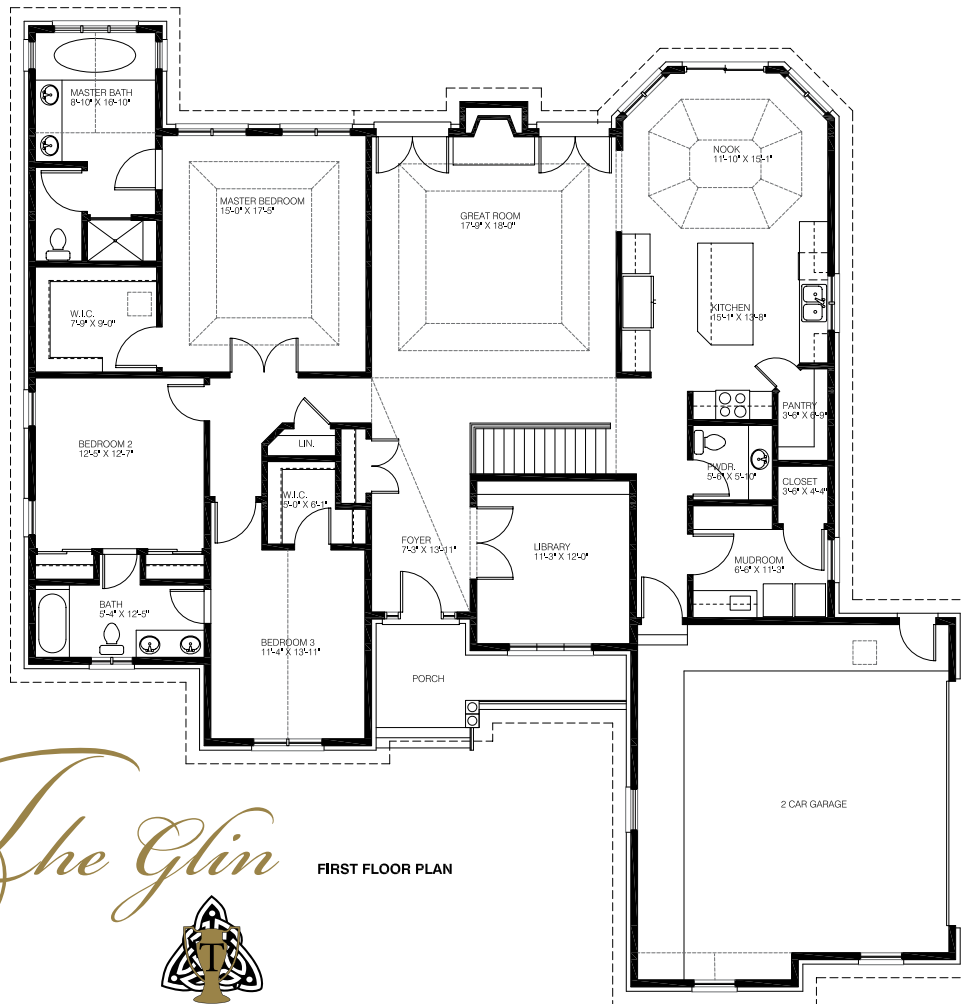 MASTER BATH
8'-10" X 16'-10"
NOOK
11'-10" X 15'-1"
MASTER BEDROOM
15'-0" X 17'-5"
GREAT ROOM
17'-9" X 18'-0"
W.I.C.
7'-9" X 9'-0"
KITCHEN
15'-1" X 13'-8"
PANTRY
3'-6" X 6'-9"
BEDROOM 2
12'-5" X 12'-7"
LIN.
PWDR.
5'-6" X 5'-10"
CLOSET
3'-6" X 4'-4"
W.I.C.
5'-0" X 6'-1"
FOYER
7'-3" X 13'-11"
LIBRARY
11'-3" X 12'-0"
MUDROOM
6'-6" X 11'-3"
BATH
5'-4" X 12'-5"
BEDROOM 3
11'-4" X 13'-11"
PORCH
2 CAR GARAGE
The Glin
FIRST FLOOR PLAN
T